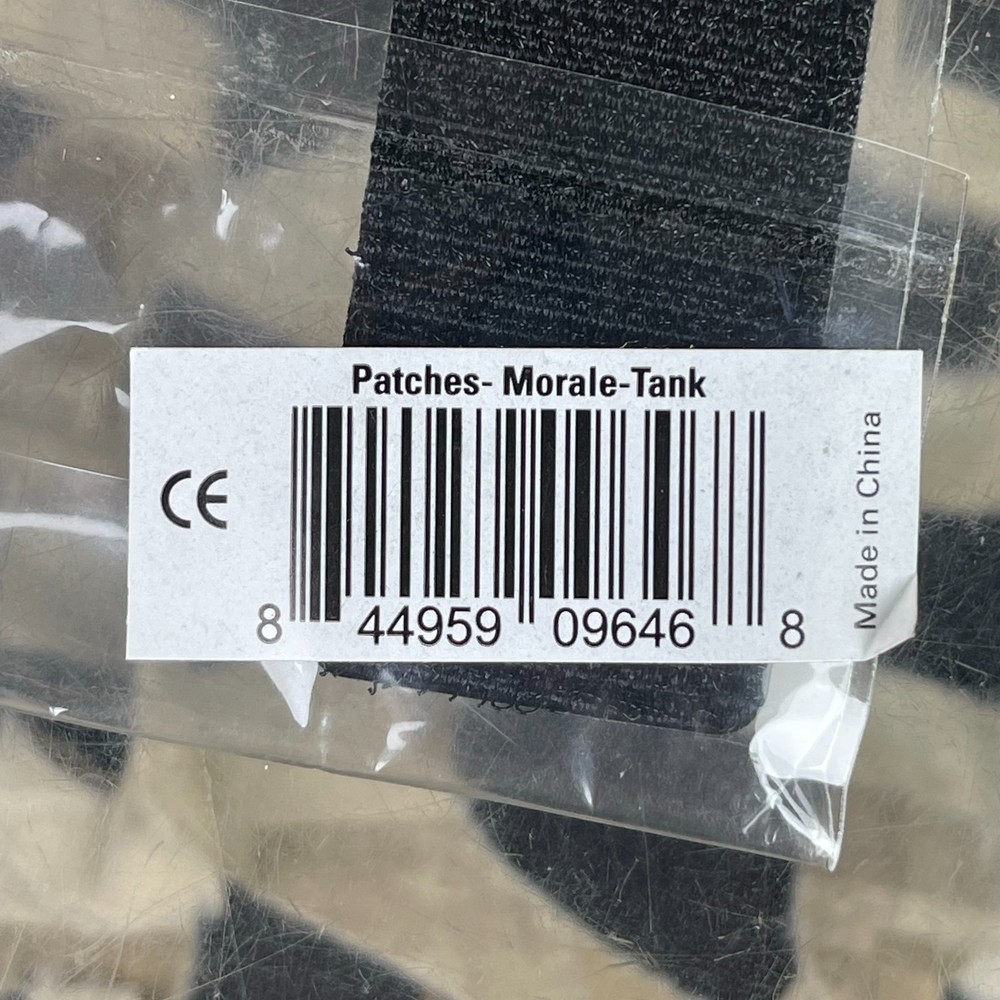 Patches- Morale-Tank
CE
8 44959 09646 8
Made in China